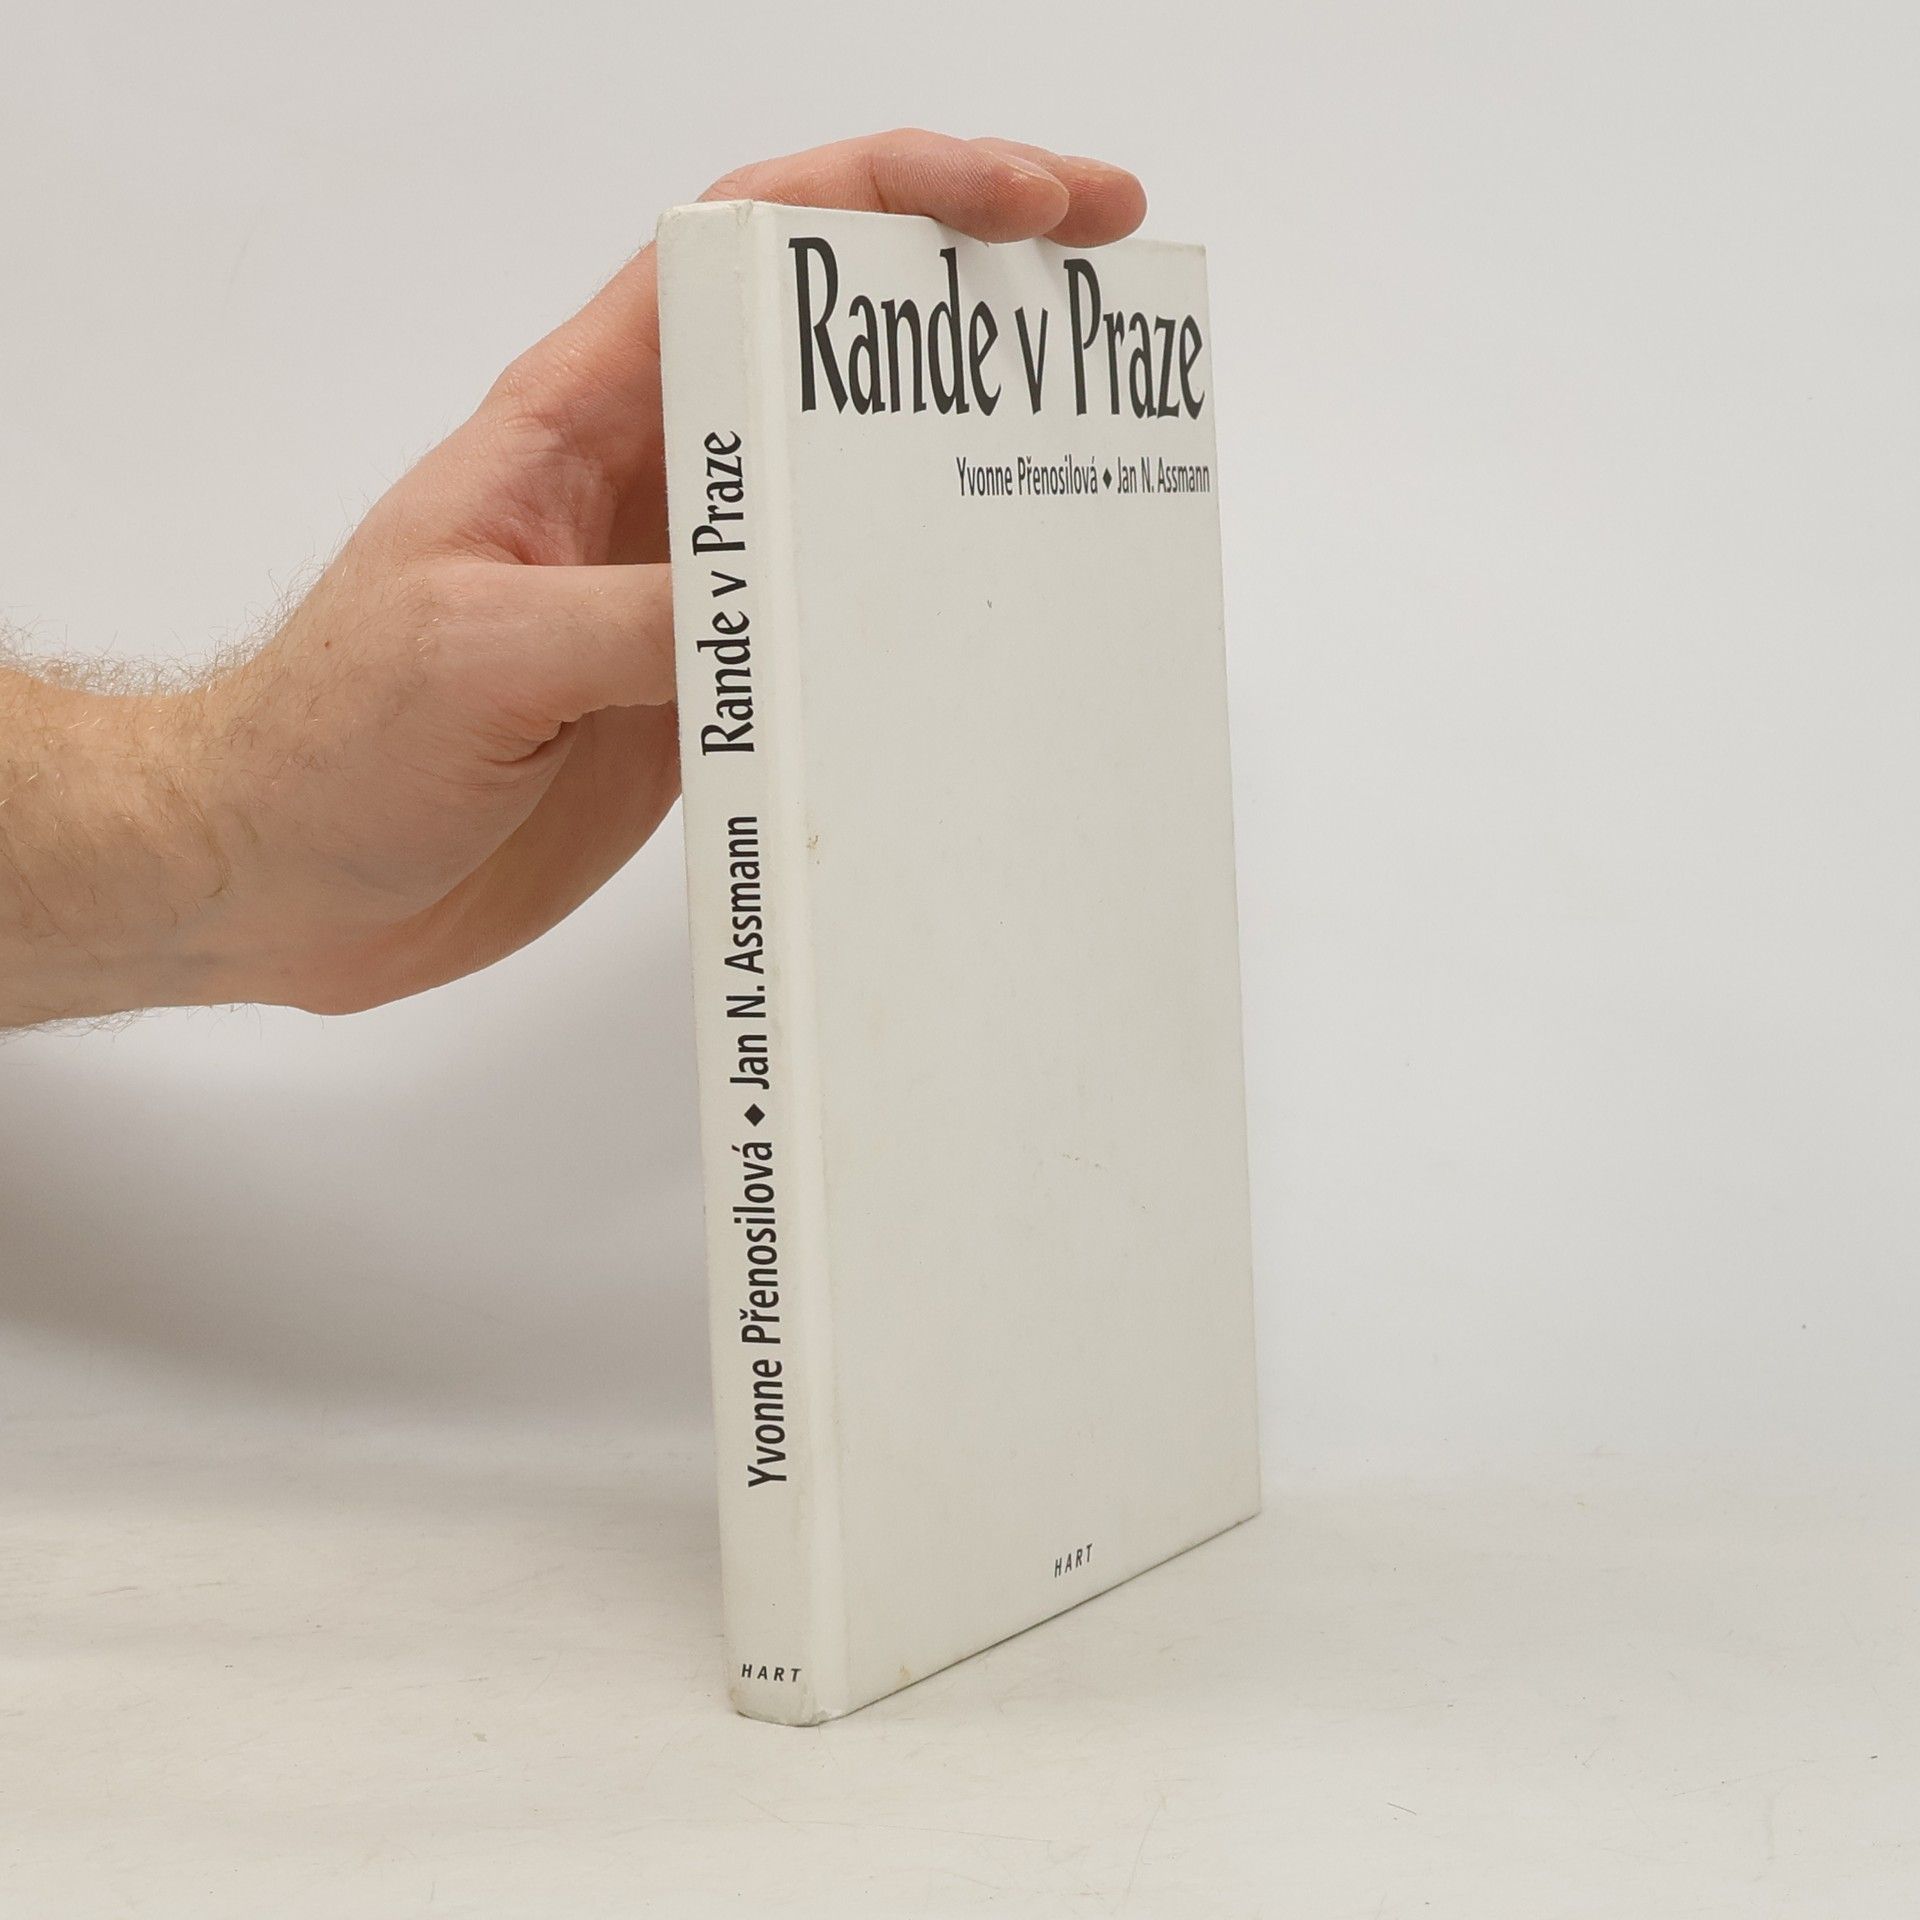 Rande v Praze
Yvonne Přenosilová ◆ Jan N. Assmann
HART
Yvonne Přenosilová ◆ Jan N. Assmann Rande v Praze
HART